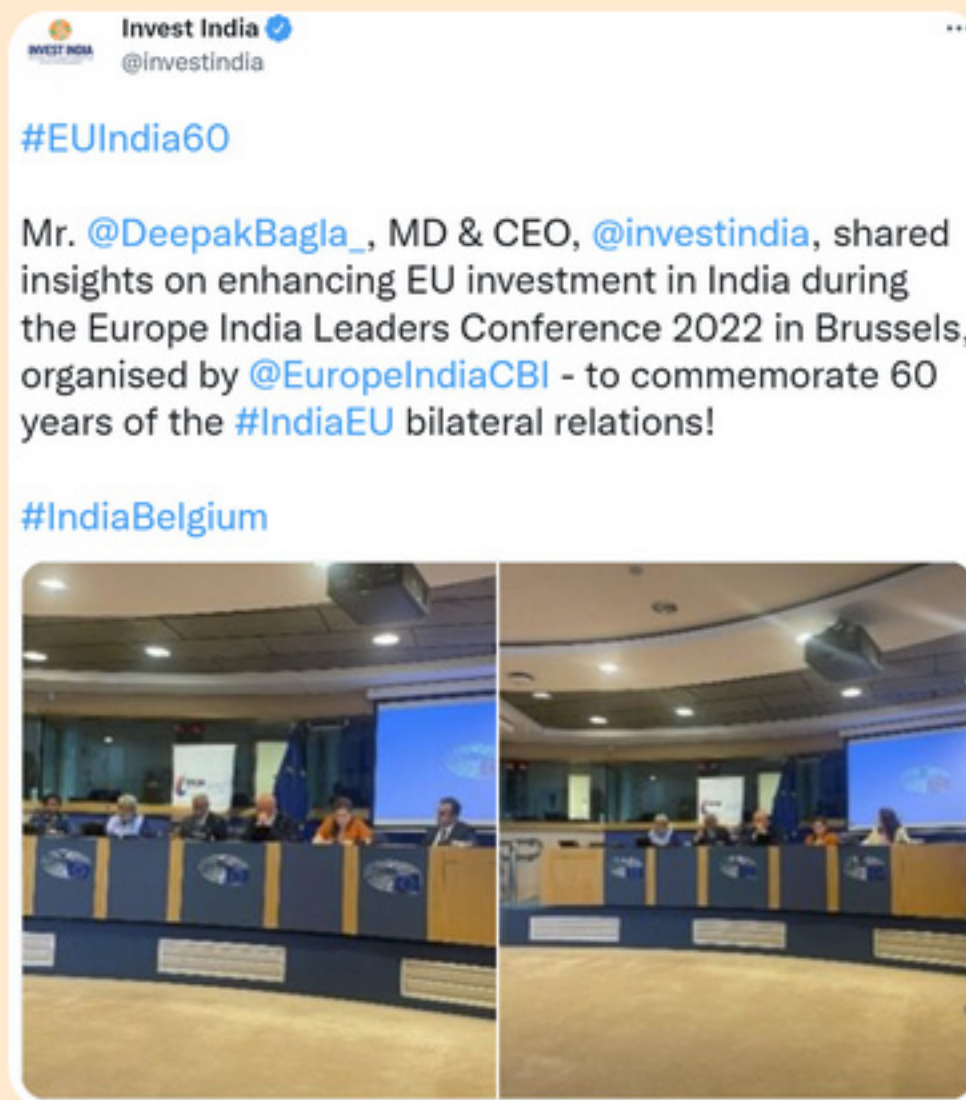 Invest India
INVEST INDIA
@investindia
#EUIndia60
Mr. @DeepakBagla_, MD & CEO, @investindia, shared
insights on enhancing EU investment in India during
the Europe India Leaders Conference 2022 in Brussels,
organised by @EuropeIndiaCBI - to commemorate 60
years of the #IndiaEU bilateral relations!
#IndiaBelgium